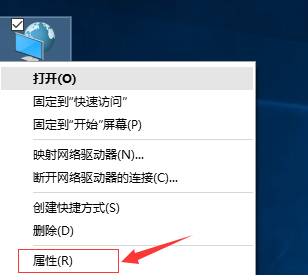 打开(O)
固定到"快速访问"
固定到"开始"屏幕(P)
映射网络驱动器(N)...
断开网络驱动器的连接(C)...
创建快捷方式(S)
删除(D)
属性(R)